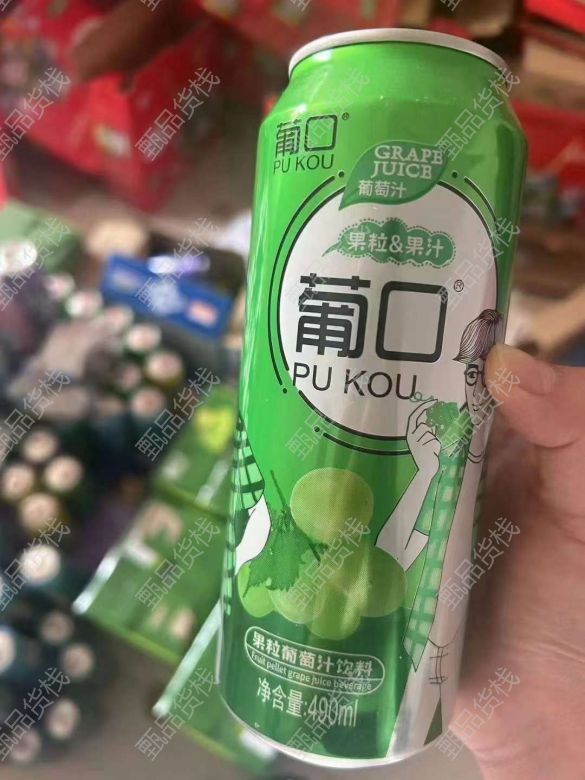 葡口®
PU KOU
GRAPE
JUICE
葡萄汁
果粒&果汁
葡口®
PU KOU
果粒葡萄汁饮料
Fruit pellet grape juice beverage
净含量:490ml
甄品货栈